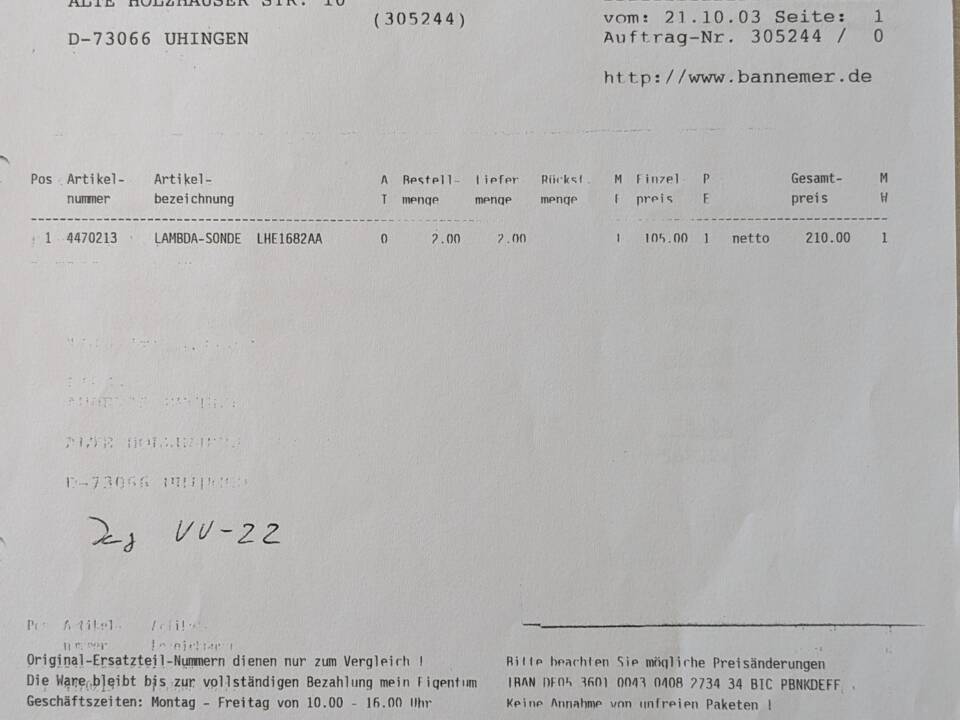 ALTE HOLZHÄUSER STR. 10
(305244)
D-73066 UHINGEN
vom: 21.10.03 Seite: 1
Auftrag-Nr. 305244 / 0
http://www.bannemer.de
Pos Artikel- Artikel- A Bestell- Liefer Rückst. M Einzel- P Gesamt- M
nummer bezeichnung T menge menge menge E preis E preis W
1 4470213 LAMBDA-SONDE LHE1682AA 0 2.00 2.00 1 105.00 1 netto 210.00 1
D-73066
VV-22
Original-Ersatzteil-Nummern dienen nur zum Vergleich !
Die Ware bleibt bis zur vollständigen Bezahlung mein Eigentum
Geschäftszeiten: Montag - Freitag von 10.00 - 16.00 Uhr
Bitte beachten Sie mögliche Preisänderungen
IBAN DE05 3601 0043 0408 2734 34 BIC PBNKDEFF
Keine Annahme von unfreien Paketen !